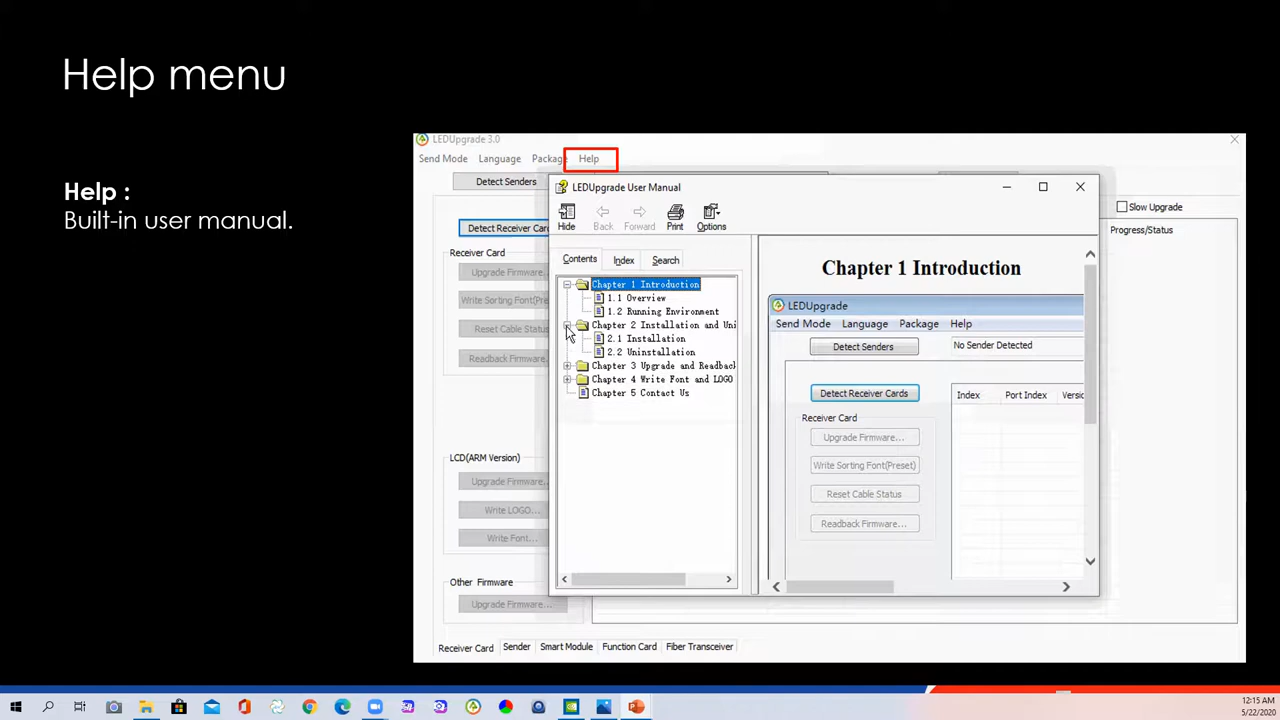 Help menu
Help :
Built-in user manual.
LEDUpgrade 3.0
Send Mode Language Package Help
Detect Senders
Slow Upgrade
Detect Receiver Card
Progress/Status
Receiver Card
Upgrade Firmware..
Write Sorting Font(Preset
Reset Cable Status
Readback Firmware..
LCD(ARM Version)
Upgrade Firmware..
Write LOGO...
Write Font...
Other Firmware
Upgrade Firmware...
Receiver Card Sender Smart Module Function Card Fiber Transceiver
LEDUpgrade User Manual
Hide Back Forward Print Options
Contents Index Search
Chapter 1 Introduction
1.1 Overview
1.2 Running Environment
Chapter 2 Installation and Uni
2.1 Installation
2.2 Uninstallation
Chapter 3 Upgrade and Readback
Chapter 4 Write Font and LOGO
Chapter 5 Contact Us
Chapter 1 Introduction
LEDUpgrade
Send Mode Language Package Help
Detect Senders No Sender Detected
Detect Receiver Cards
Index Port Index Versio
Receiver Card
Upgrade Firmware...
Write Sorting Font(Preset)
Reset Cable Status
Readback Firmware...
12:15 AM
5/22/2020